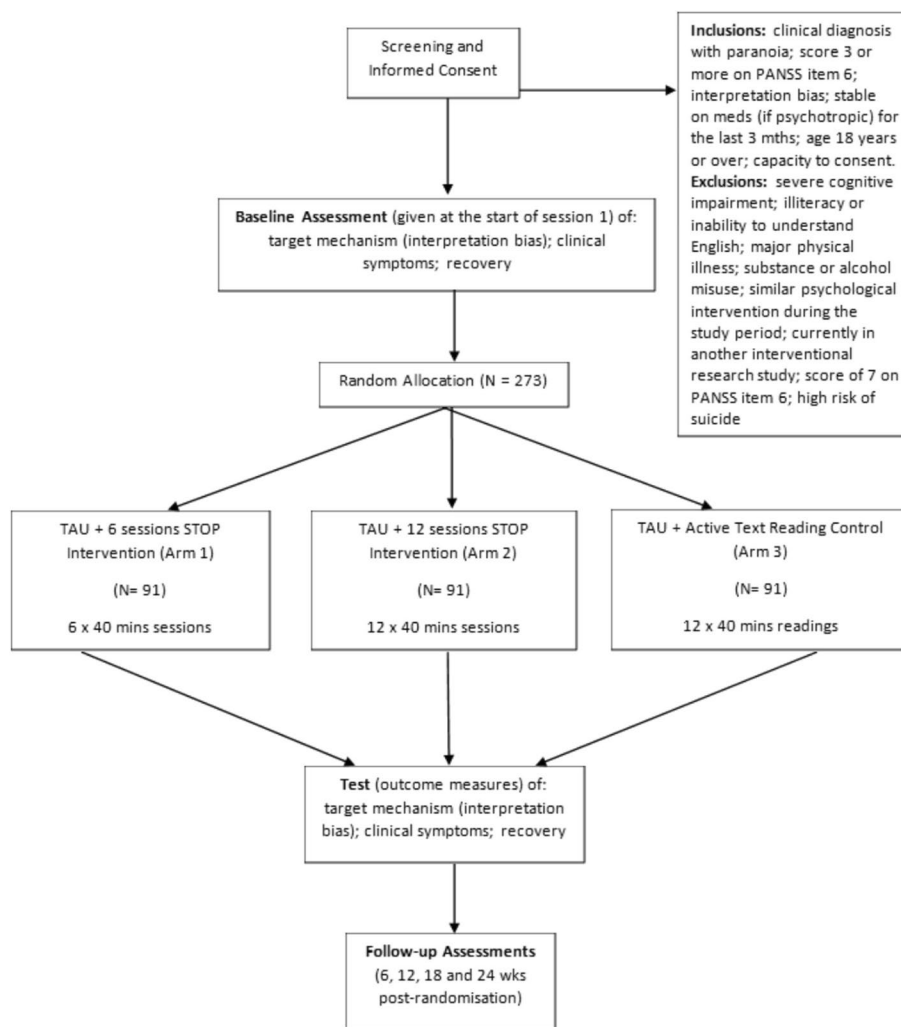 Screening and
Informed Consent
Inclusions: clinical diagnosis
with paranoia; score 3 or
more on PANSS item 6;
interpretation bias; stable
on meds (if psychotropic) for
the last 3 mths; age 18 years
or over; capacity to consent.
Exclusions: severe cognitive
impairment; illiteracy or
inability to understand
English; major physical
illness; substance or alcohol
misuse; similar psychological
intervention during the
study period; currently in
another interventional
research study; score of 7 on
PANSS item 6; high risk of
suicide
Baseline Assessment (given at the start of session 1) of:
target mechanism (interpretation bias); clinical
symptoms; recovery
Random Allocation (N = 273)
TAU + 6 sessions STOP
Intervention (Arm 1)
(N= 91)
6 x 40 mins sessions
TAU + 12 sessions STOP
Intervention (Arm 2)
(N= 91)
12 x 40 mins sessions
TAU + Active Text Reading Control
(Arm 3)
(N= 91)
12 x 40 mins readings
Test (outcome measures) of:
target mechanism (interpretation
bias); clinical symptoms; recovery
Follow-up Assessments
(6, 12, 18 and 24 wks
post-randomisation)